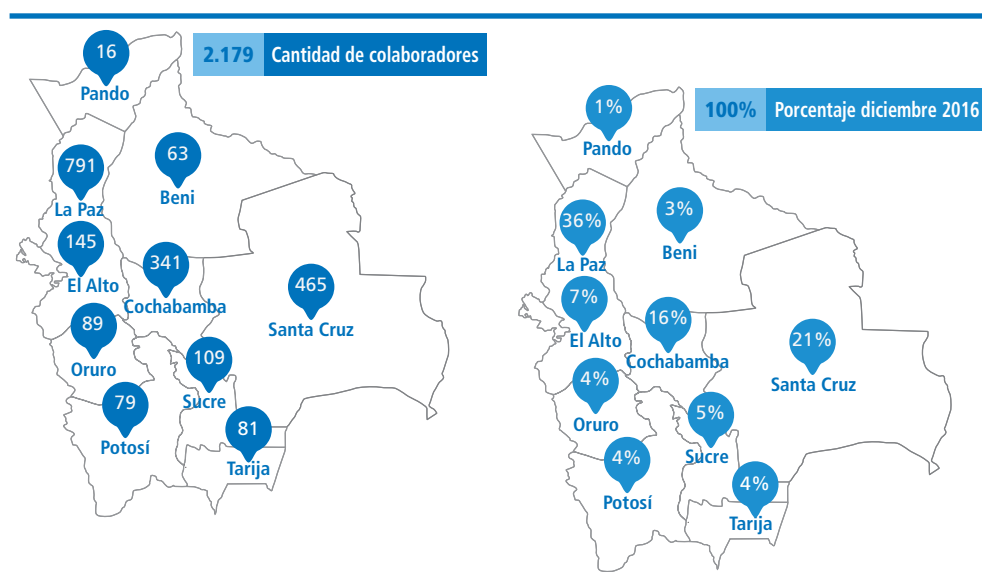 2.179 Cantidad de colaboradores
16
Pando
791
La Paz
63
Beni
145
El Alto
341
Cochabamba
465
Santa Cruz
89
Oruro
109
Sucre
79
Potosí
81
Tarija
100% Porcentaje diciembre 2016
1%
Pando
36%
La Paz
3%
Beni
7%
El Alto
16%
Cochabamba
21%
Santa Cruz
4%
Oruro
5%
Sucre
4%
Potosí
4%
Tarija